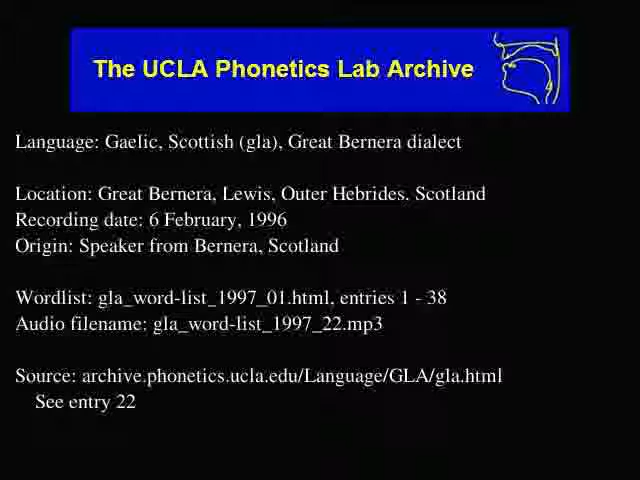 The UCLA Phonetics Lab Archive
Language: Gaelic, Scottish (gla), Great Bernera dialect
Location: Great Bernera, Lewis, Outer Hebrides. Scotland
Recording date: 6 February, 1996
Origin: Speaker from Bernera, Scotland
Wordlist: gla_word-list_1997_01.html, entries 1 - 38
Audio filename: gla_word-list_1997_22.mp3
Source: archive.phonetics.ucla.edu/Language/GLA/gla.html
See entry 22